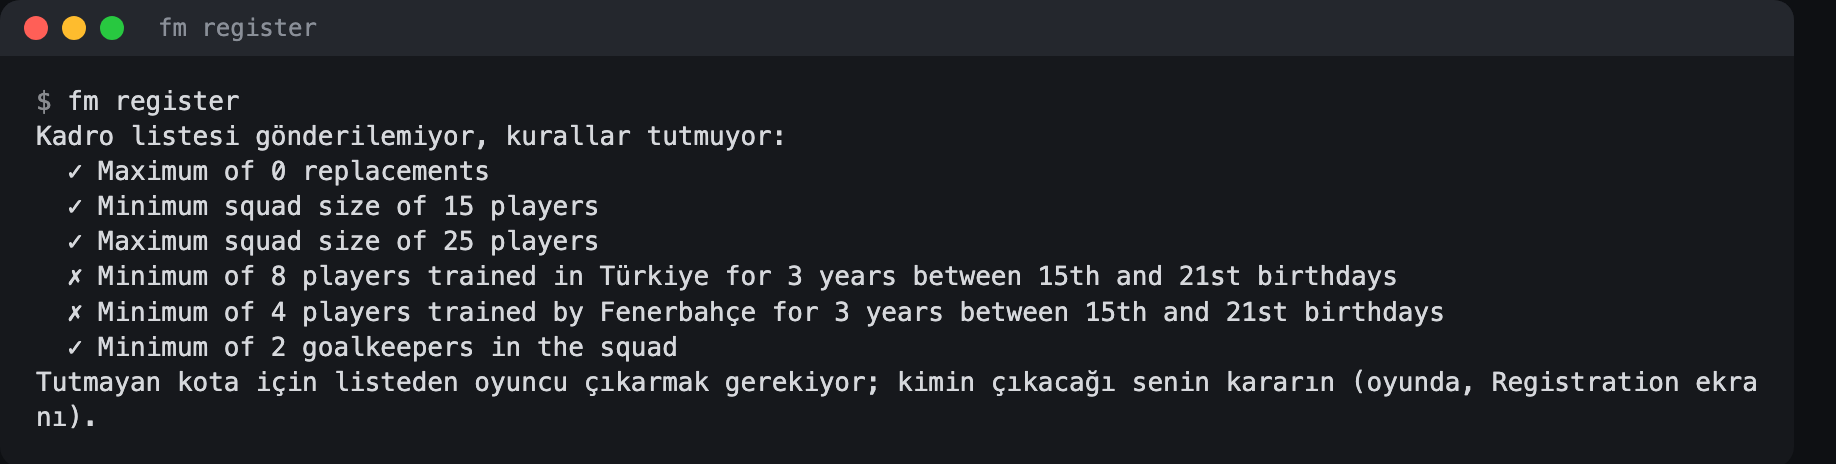 fm register
$ fm register
Kadro listesi gönderilemiyor, kurallar tutmuyor:
✓ Maximum of 0 replacements
✓ Minimum squad size of 15 players
✓ Maximum squad size of 25 players
✗ Minimum of 8 players trained in Türkiye for 3 years between 15th and 21st birthdays
✗ Minimum of 4 players trained by Fenerbahçe for 3 years between 15th and 21st birthdays
✓ Minimum of 2 goalkeepers in the squad
Tutmayan kota için listeden oyuncu çıkarmak gerekiyor; kimin çıkacağı senin kararın (oyunda, Registration ekra
nı).